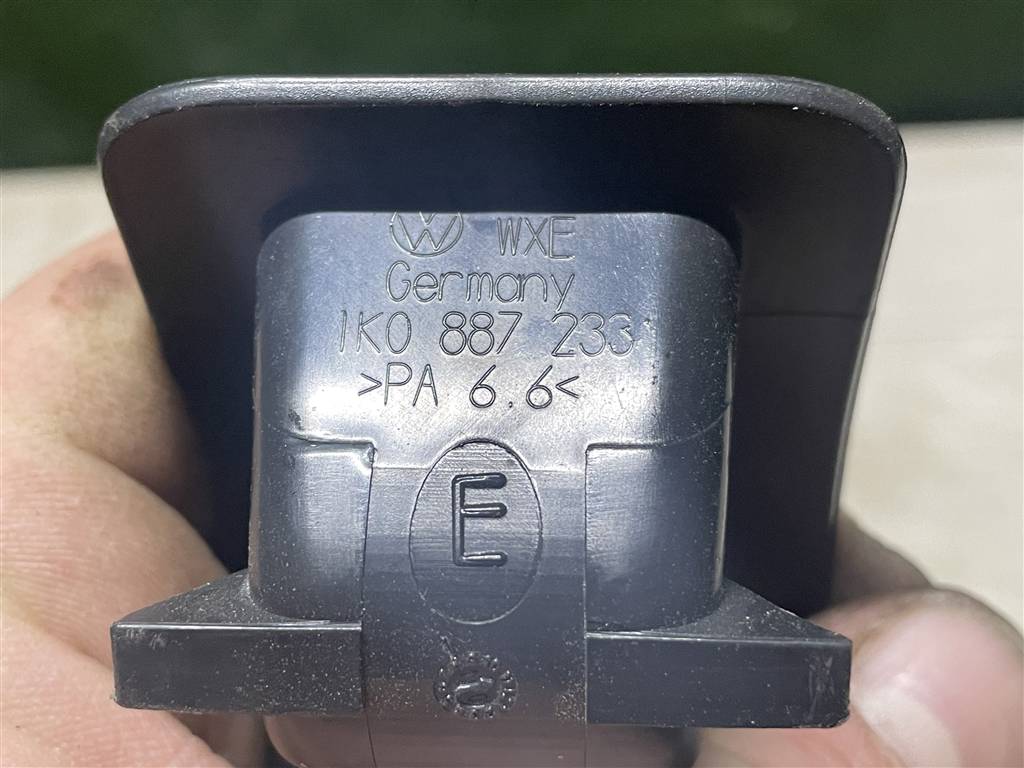 WXE
Germany
1K0 887 233
>PA 6.6<
E